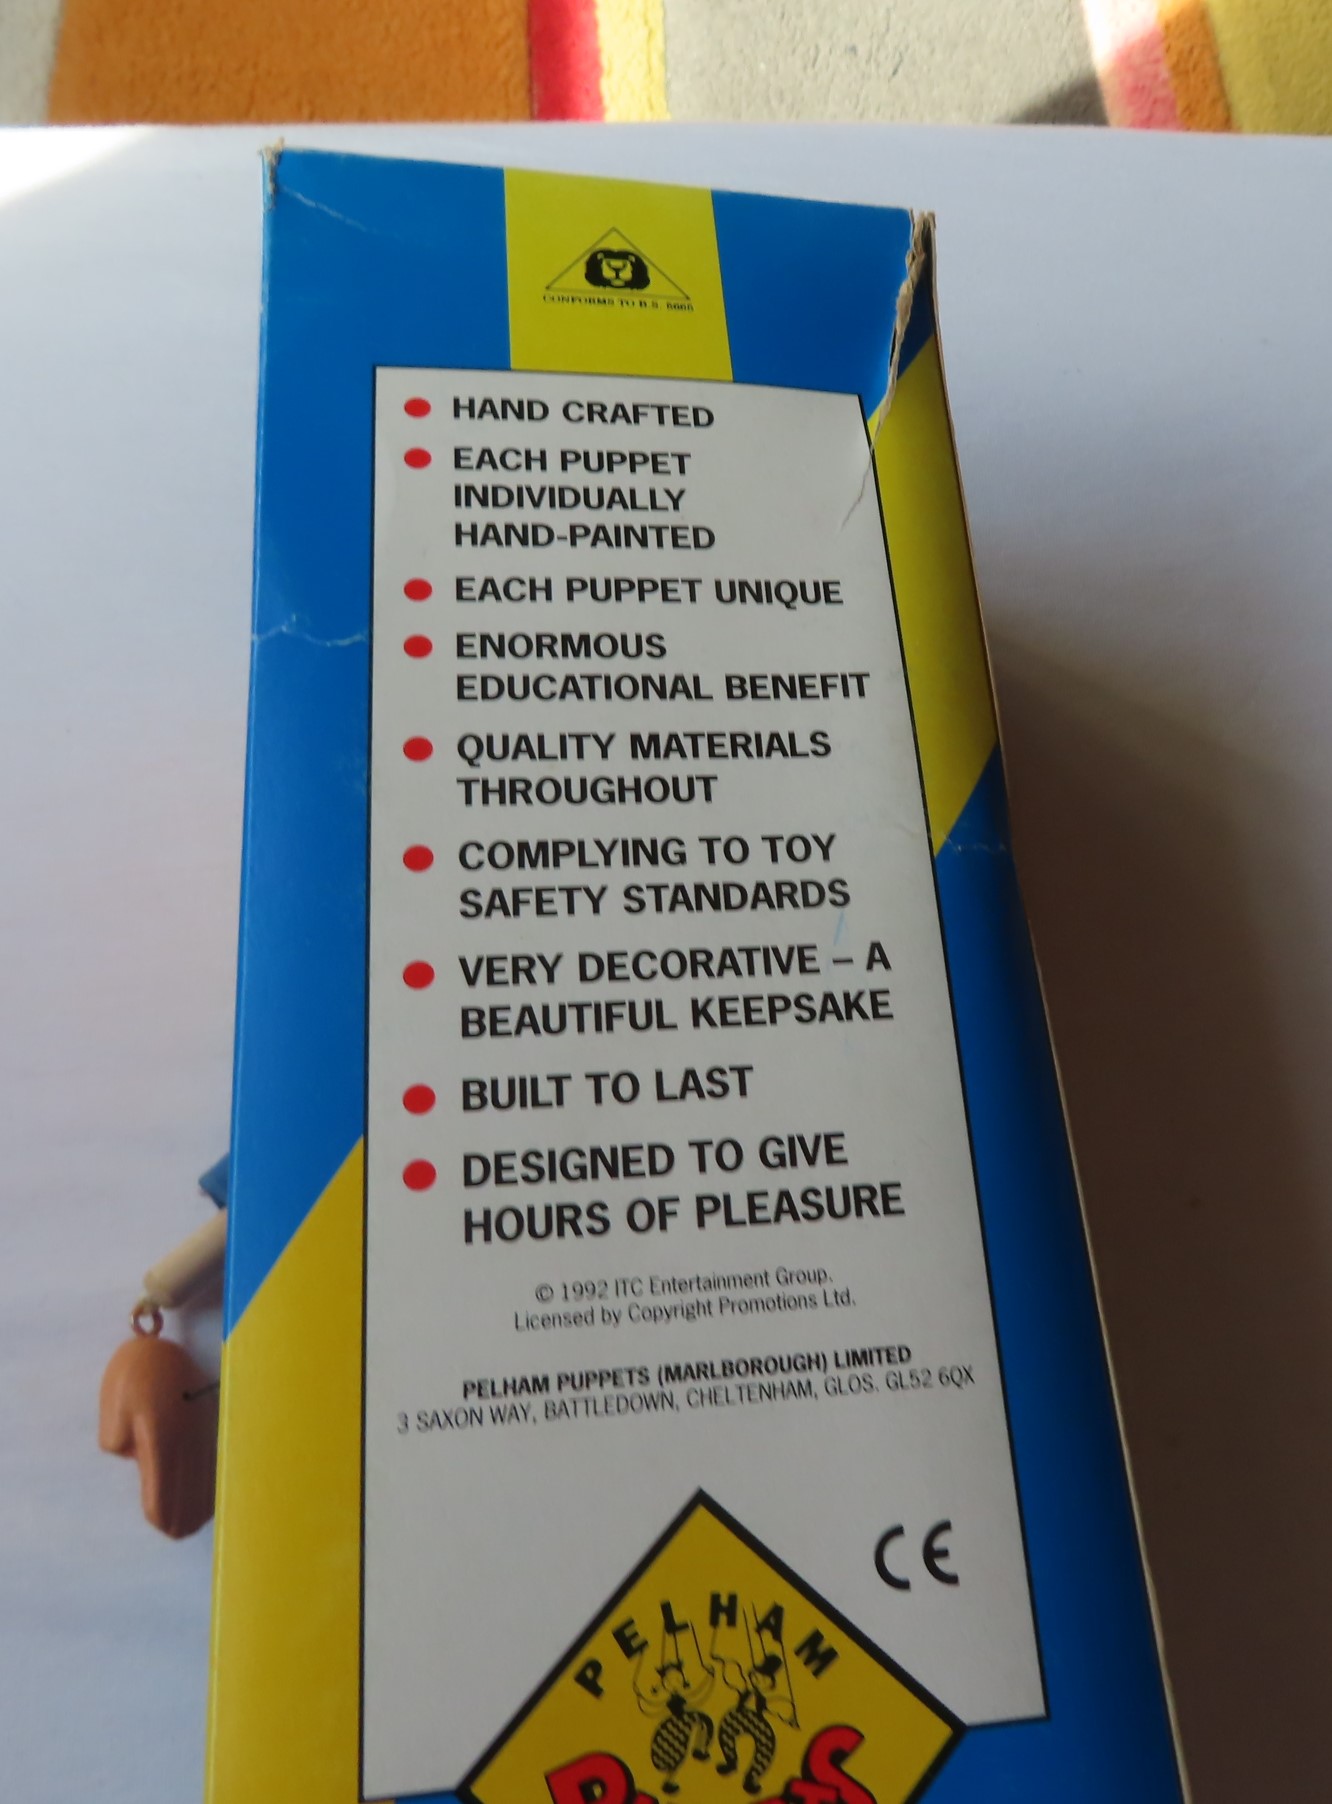 CONFORMS TO B.S. 5665
HAND CRAFTED
EACH PUPPET
INDIVIDUALLY
HAND-PAINTED
EACH PUPPET UNIQUE
ENORMOUS
EDUCATIONAL BENEFIT
QUALITY MATERIALS
THROUGHOUT
COMPLYING TO TOY
SAFETY STANDARDS
VERY DECORATIVE – A
BEAUTIFUL KEEPSAKE
BUILT TO LAST
DESIGNED TO GIVE
HOURS OF PLEASURE
© 1992 ITC Entertainment Group.
Licensed by Copyright Promotions Ltd.
PELHAM PUPPETS (MARLBOROUGH) LIMITED
3 SAXON WAY, BATTLEDOWN, CHELTENHAM, GLOS. GL52 6QX
CE
PELHAM